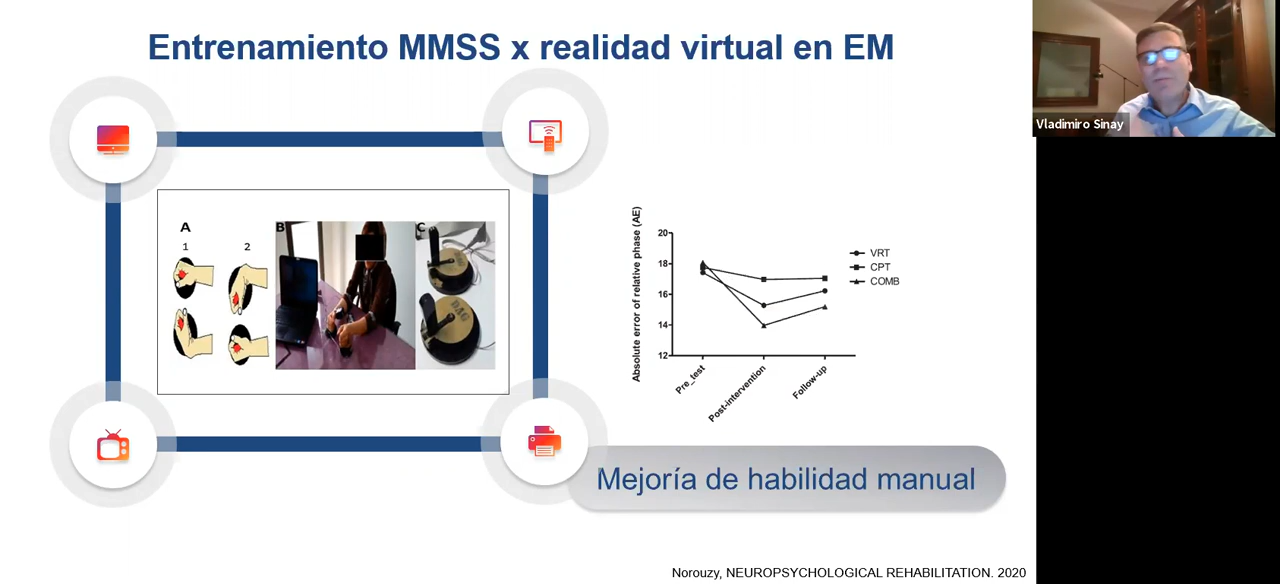 Entrenamiento MMSS x realidad virtual en EM
Vladimiro Sinay
A
B
C
1
2
DAG
Absolute error of relative phase (AE)
20
18
16
14
12
Pre_test
Post-intervention
Follow-up
VRT
CPT
COMB
Mejoría de habilidad manual
Norouzy, NEUROPSYCHOLOGICAL REHABILITATION. 2020